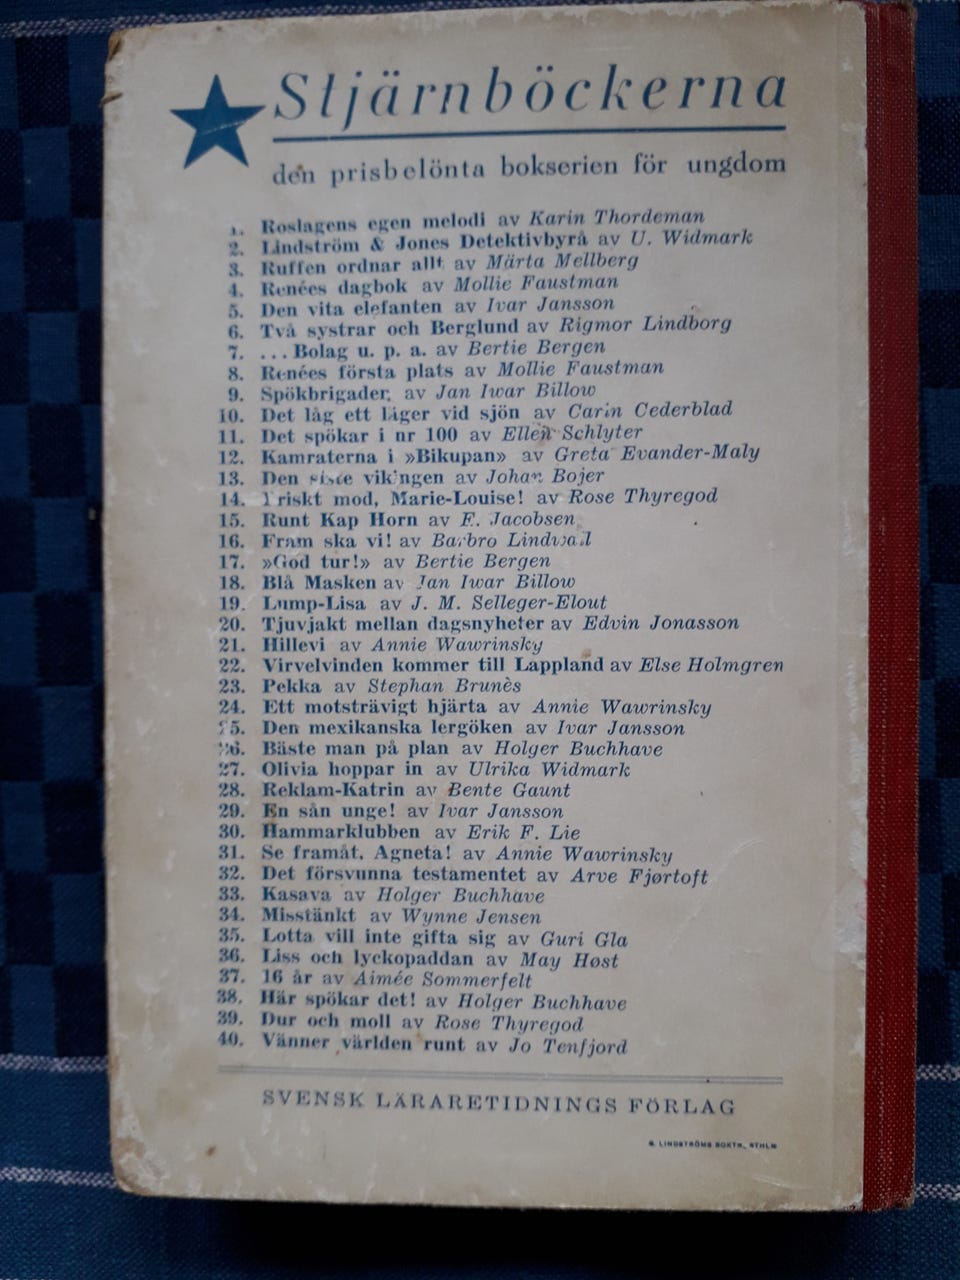 Stjärnböckerna
den prisbelönta bokserien för ungdom
1. Roslagens egen melodi av Karin Thordeman
2. Lindström & Jones Detektivbyrå av U. Widmark
3. Ruffen ordnar allt av Märta Mellberg
4. Renées dagbok av Mollie Faustman
5. Den vita elefanten av Ivar Jansson
6. Två systrar och Berglund av Rigmor Lindborg
7. ... Bolag u. p. a. av Bertie Bergen
8. Renées första plats av Mollie Faustman
9. Spökbrigaden av Jan Iwar Billow
10. Det låg ett läger vid sjön av Carin Cederblad
11. Det spökar i nr 100 av Ellen Schlyter
12. Kamraterna i »Bikupan» av Greta Evander-Maly
13. Den siste vikingen av Johan Bojer
14. Friskt mod, Marie-Louise! av Rose Thyregod
15. Runt Kap Horn av F. Jacobsen
16. Fram ska vi! av Barbro Lindvall
17. »God tur!» av Bertie Bergen
18. Blå Masken av Jan Iwar Billow
19. Lump-Lisa av J. M. Selleger-Elout
20. Tjuvjakt mellan dagsnyheter av Edvin Jonasson
21. Hillevi av Annie Wawrinsky
22. Virvelvinden kommer till Lappland av Else Holmgren
23. Pekka av Stephan Brunès
24. Ett motsträvigt hjärta av Annie Wawrinsky
25. Den mexikanska lergöken av Ivar Jansson
26. Bäste man på plan av Holger Buchhave
27. Olivia hoppar in av Ulrika Widmark
28. Reklam-Katrin av Bente Gaunt
29. En sån unge! av Ivar Jansson
30. Hammarklubben av Erik F. Lie
31. Se framåt, Agneta! av Annie Wawrinsky
32. Det försvunna testamentet av Arve Fjørtoft
33. Kasava av Holger Buchhave
34. Misstänkt av Wynne Jensen
35. Lotta vill inte gifta sig av Guri Gla
36. Liss och lyckopaddan av May Høst
37. 16 år av Aimée Sommerfelt
38. Här spökar det! av Holger Buchhave
39. Dur och moll av Rose Thyregod
40. Vänner världen runt av Jo Tenfjord
SVENSK LÄRARETIDNINGS FÖRLAG
LINDSTRÖMS BOKTR., STHLM